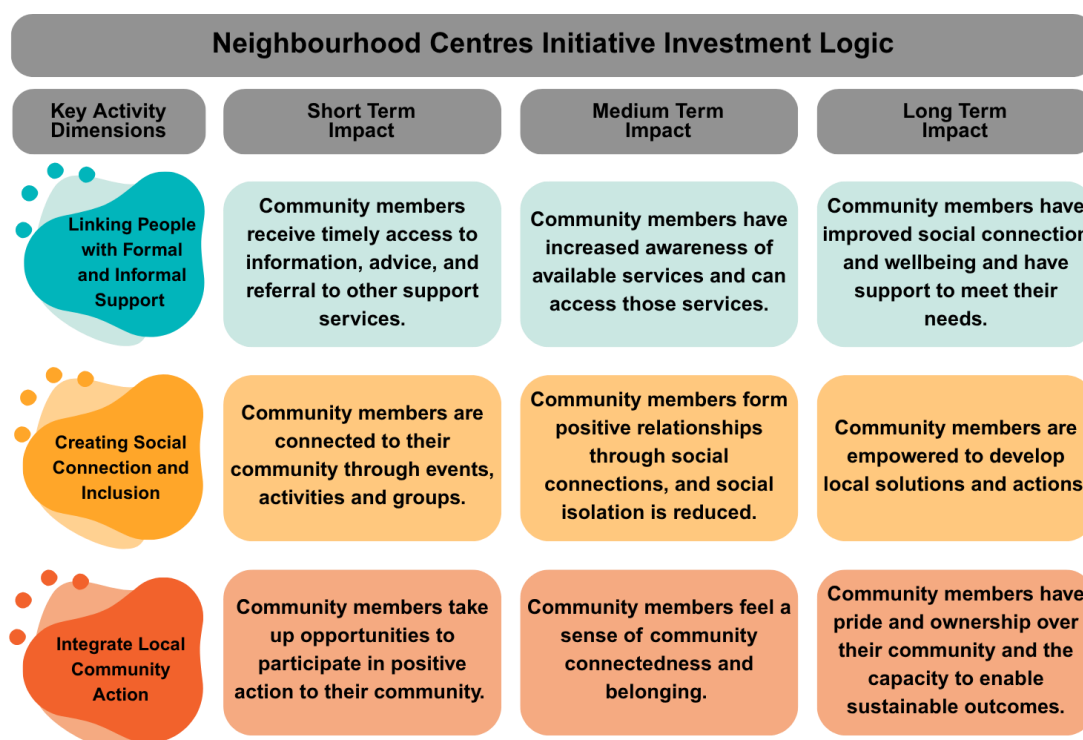 Neighbourhood Centres Initiative Investment Logic
Key Activity
Dimensions
Short Term
Impact
Medium Term
Impact
Long Term
Impact
Linking People
with Formal
and Informal
Support
Community members
receive timely access to
information, advice, and
referral to other support
services.
Community members have
increased awareness of
available services and can
access those services.
Community members have
improved social connection
and wellbeing and have
support to meet their
needs.
Creating Social
Connection and
Inclusion
Community members are
connected to their
community through events,
activities and groups.
Community members form
positive relationships
through social
connections, and social
isolation is reduced.
Community members are
empowered to develop
local solutions and actions
Integrate Local
Community
Action
Community members take
up opportunities to
participate in positive
action to their community.
Community members feel a
sense of community
connectedness and
belonging.
Community members have
pride and ownership over
their community and the
capacity to enable
sustainable outcomes.